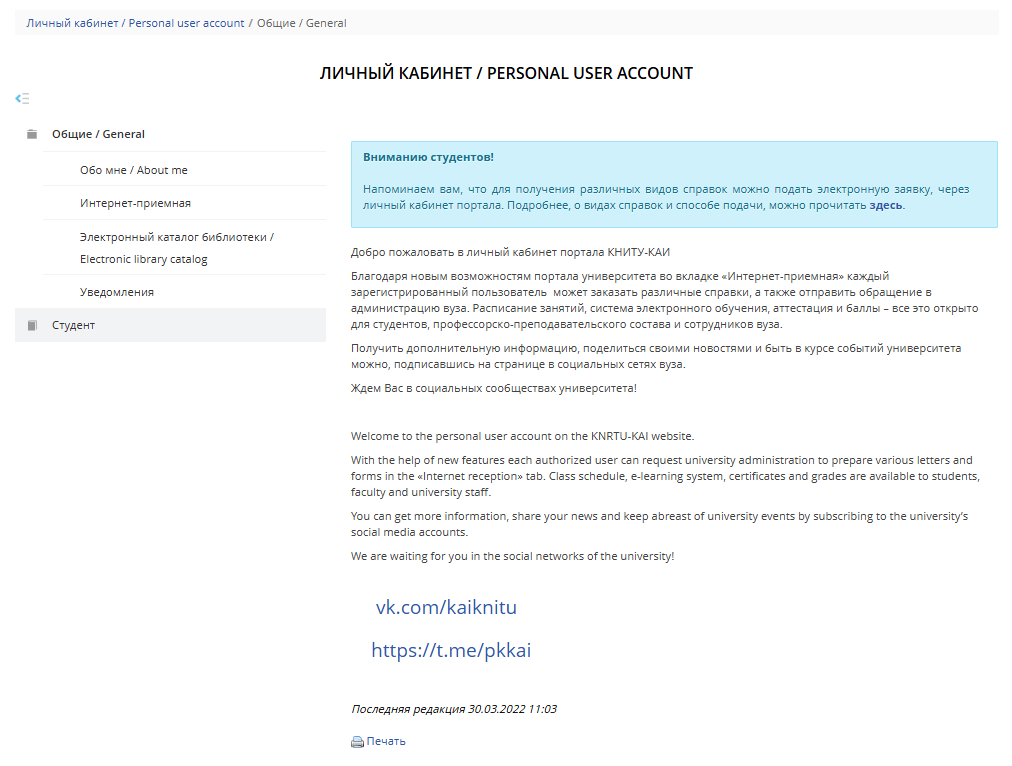 Личный кабинет / Personal user account / Общие / General
ЛИЧНЫЙ КАБИНЕТ / PERSONAL USER ACCOUNT
Общие / General
Обо мне / About me
Интернет-приемная
Электронный каталог библиотеки /
Electronic library catalog
Уведомления
Студент
Вниманию студентов!
Напоминаем вам, что для получения различных видов справок можно подать электронную заявку, через
личный кабинет портала. Подробнее, о видах справок и способе подачи, можно прочитать здесь.
Добро пожаловать в личный кабинет портала КНИТУ-КАИ
Благодаря новым возможностям портала университета во вкладке «Интернет-приемная» каждый
зарегистрированный пользователь может заказать различные справки, а также отправить обращение в
администрацию вуза. Расписание занятий, система электронного обучения, аттестация и баллы – все это открыто
для студентов, профессорско-преподавательского состава и сотрудников вуза.
Получить дополнительную информацию, поделиться своими новостями и быть в курсе событий университета
можно, подписавшись на странице в социальных сетях вуза.
Ждем Вас в социальных сообществах университета!
Welcome to the personal user account on the KNRTU-KAI website.
With the help of new features each authorized user can request university administration to prepare various letters and
forms in the «Internet reception» tab. Class schedule, e-learning system, certificates and grades are available to students,
faculty and university staff.
You can get more information, share your news and keep abreast of university events by subscribing to the university’s
social media accounts.
We are waiting for you in the social networks of the university!
vk.com/kaiknitu
https://t.me/pkkai
Последняя редакция 30.03.2022 11:03
Печать